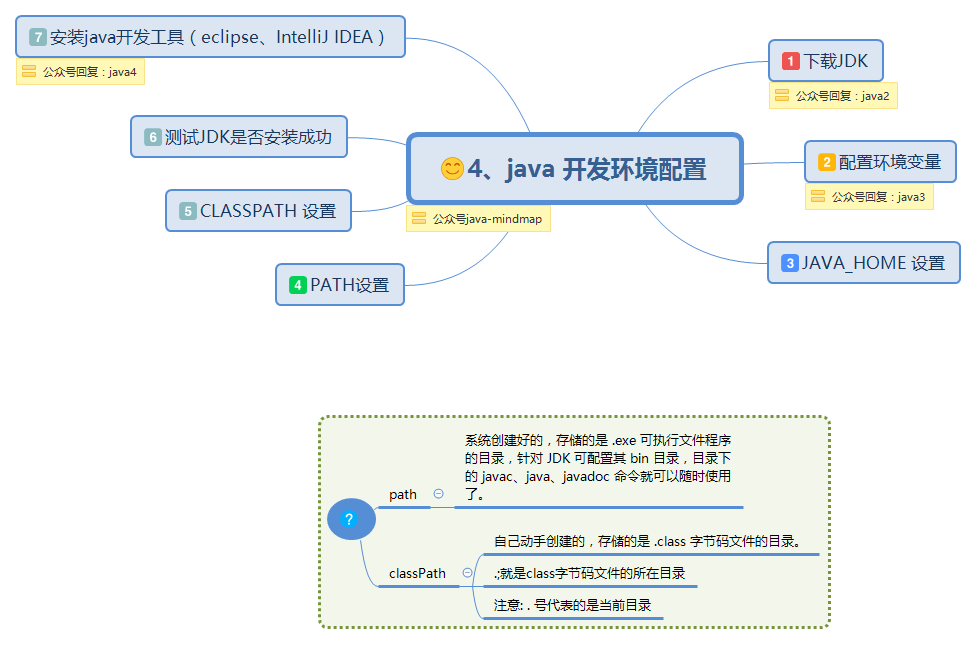 4、java 开发环境配置
公众号java-mindmap
1 下载JDK
公众号回复：java2
2 配置环境变量
公众号回复：java3
3 JAVA_HOME 设置
4 PATH设置
5 CLASSPATH 设置
6 测试JDK是否安装成功
7 安装java开发工具（eclipse、IntelliJ IDEA）
公众号回复：java4
?
path
系统创建好的，存储的是 .exe 可执行文件程序
的目录，针对 JDK 可配置其 bin 目录，目录下
的 javac、java、javadoc 命令就可以随时使用
了。
classPath
自己动手创建的，存储的是 .class 字节码文件的目录。
.;就是class字节码文件的所在目录
注意: . 号代表的是当前目录